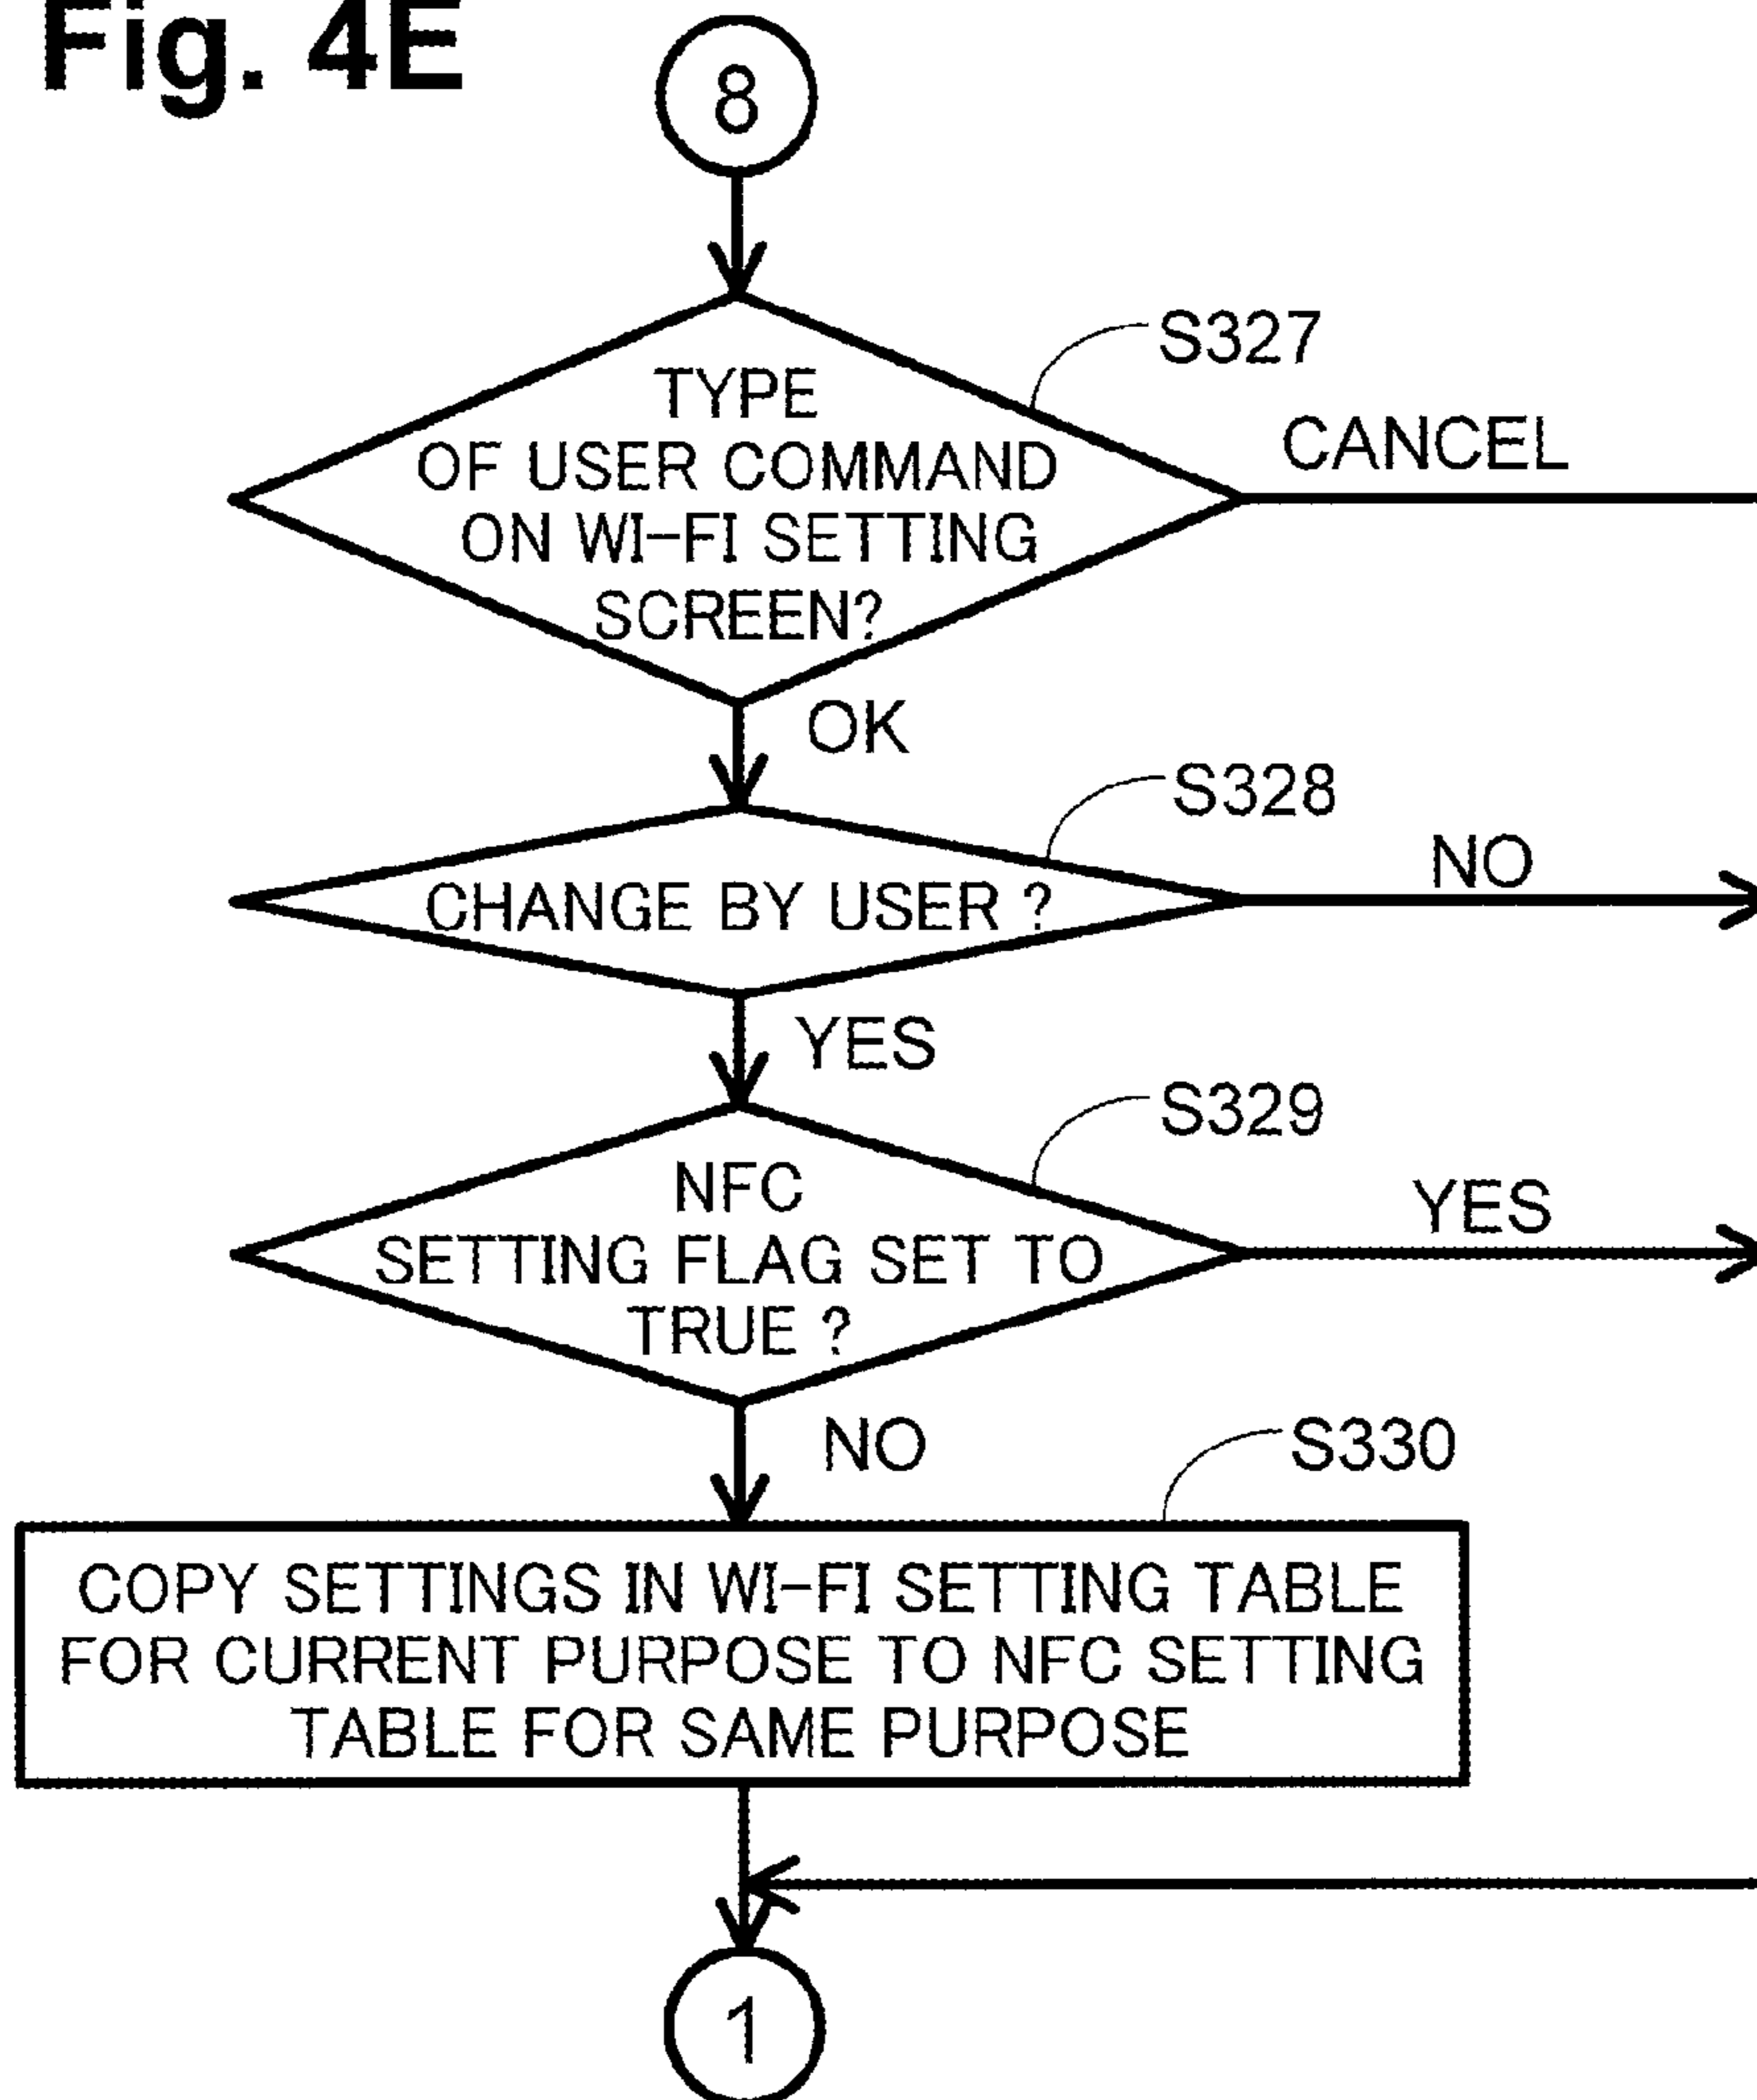 Fig. 4E
8
S327
TYPE
OF USER COMMAND
ON WI-FI SETTING
SCREEN?
CANCEL
OK
S328
CHANGE BY USER ?
NO
YES
S329
NFC
SETTING FLAG SET TO
TRUE ?
YES
NO
S330
COPY SETTINGS IN WI-FI SETTING TABLE
FOR CURRENT PURPOSE TO NFC SETTING
TABLE FOR SAME PURPOSE
1